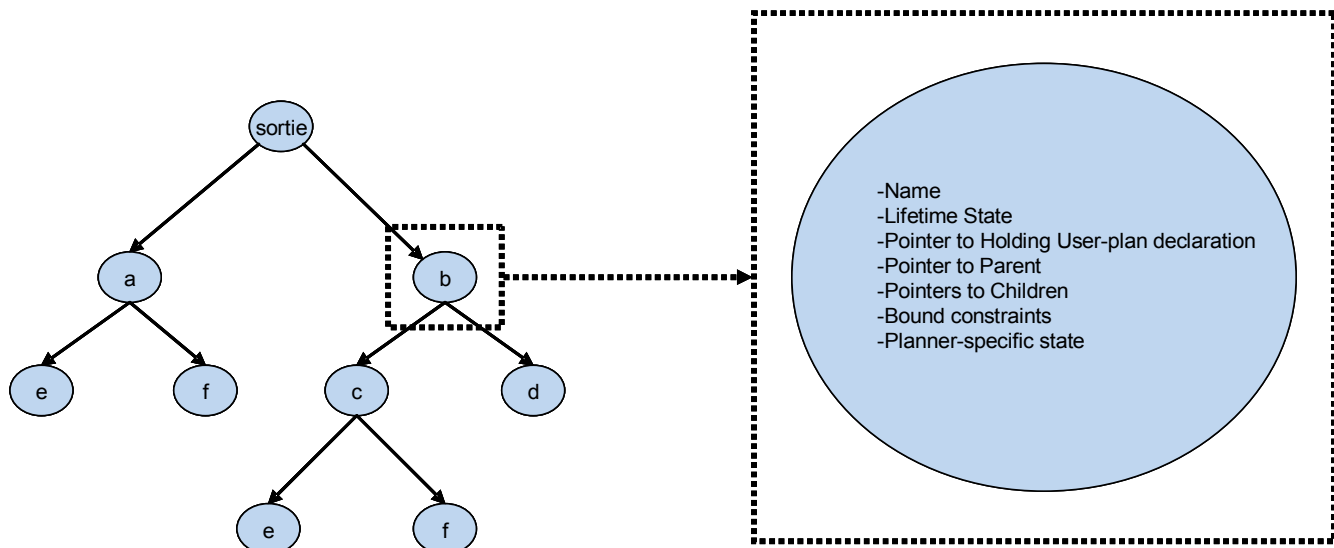 sortie
a
b
e
f
c
d
e
f
-Name
-Lifetime State
-Pointer to Holding User-plan declaration
-Pointer to Parent
-Pointers to Children
-Bound constraints
-Planner-specific state